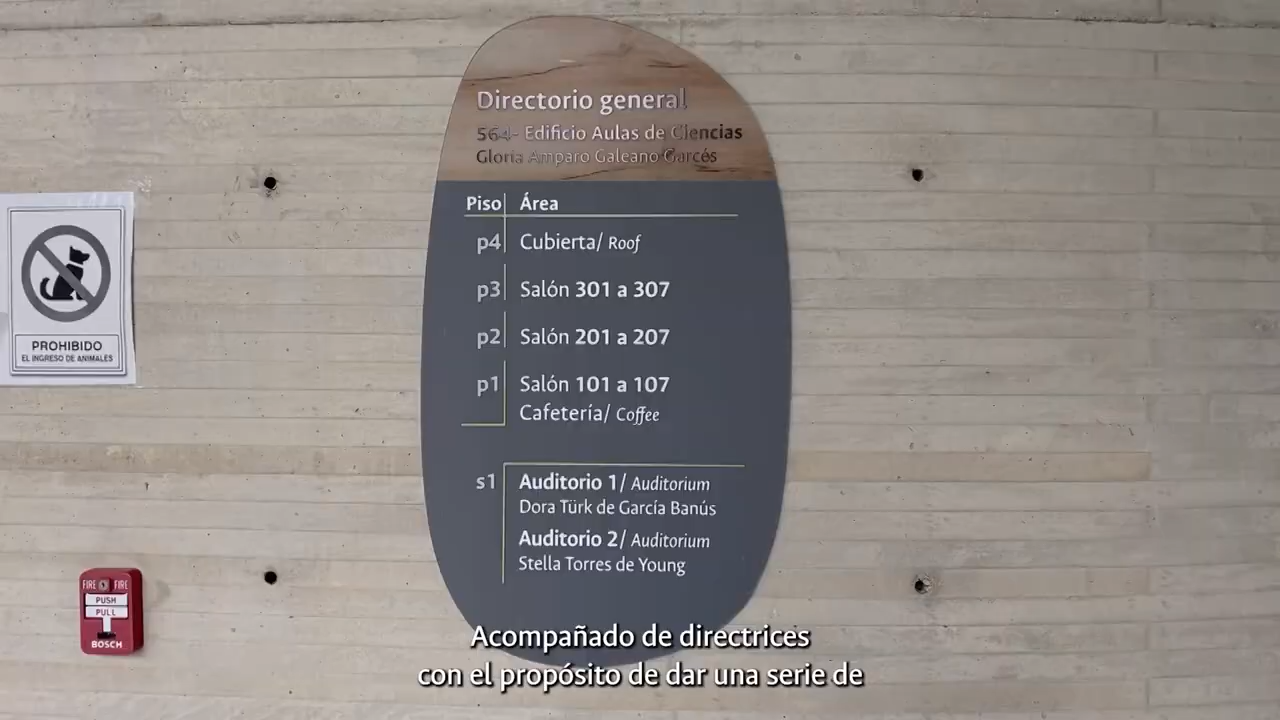 Directorio general
564- Edificio Aulas de Ciencias
Gloria Amparo Galeano Garcés
Piso Área
p4 Cubierta/ Roof
p3 Salón 301 a 307
p2 Salón 201 a 207
p1 Salón 101 a 107
Cafetería/ Coffee
s1 Auditorio 1/ Auditorium
Dora Türk de García Banús
Auditorio 2/ Auditorium
Stella Torres de Young
PROHIBIDO
EL INGRESO DE ANIMALES
FIRE FIRE
PUSH
PULL
BOSCH
Acompañado de directrices
con el propósito de dar una serie de